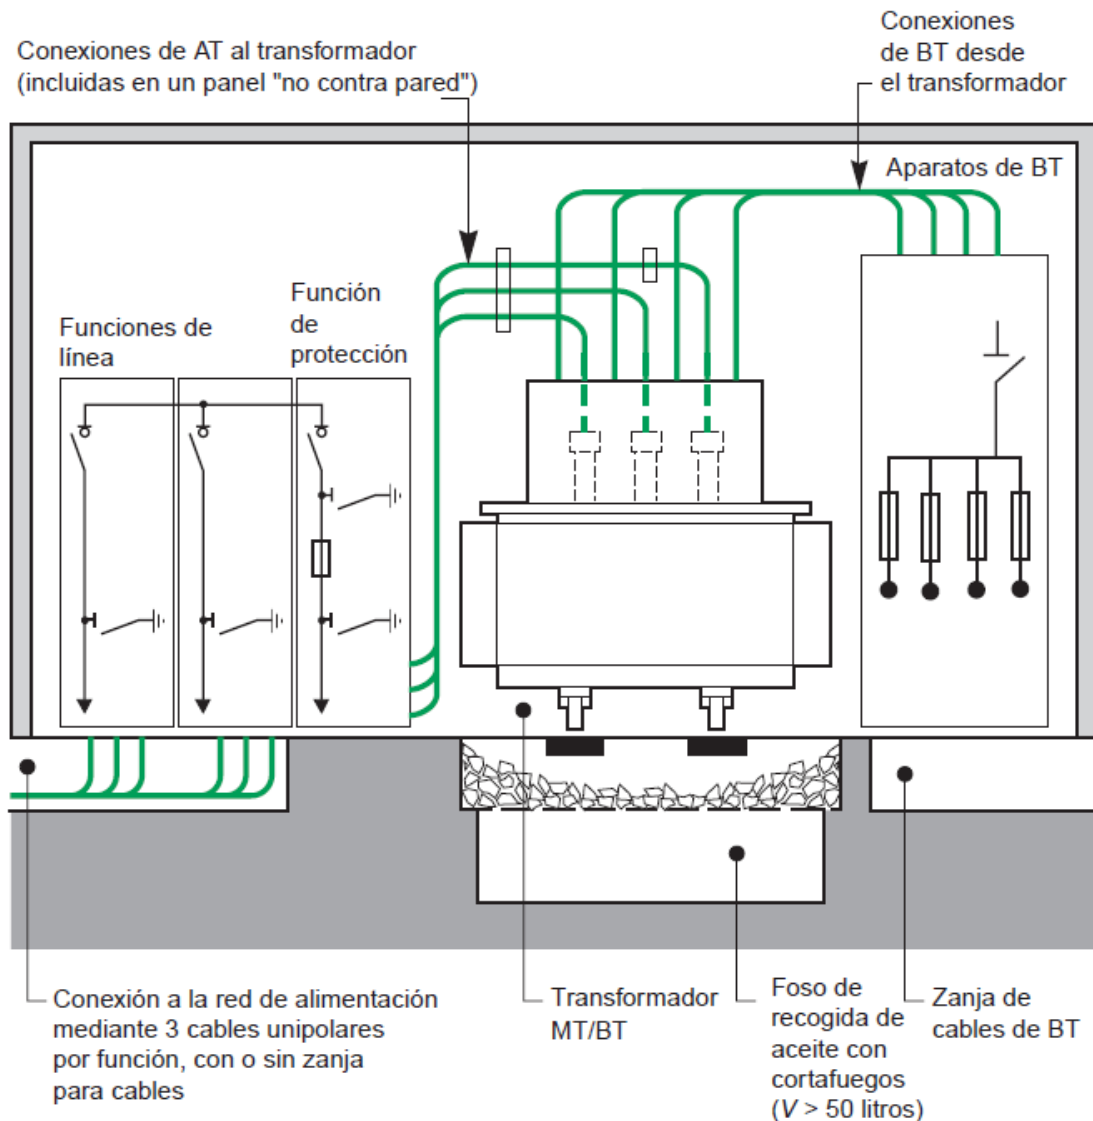 Conexiones de AT al transformador
(incluidas en un panel "no contra pared")
Conexiones
de BT desde
el transformador
Aparatos de BT
Función
de
protección
Funciones de
línea
Conexión a la red de alimentación
mediante 3 cables unipolares
por función, con o sin zanja
para cables
Transformador
MT/BT
Foso de
recogida de
aceite con
cortafuegos
(V > 50 litros)
Zanja de
cables de BT